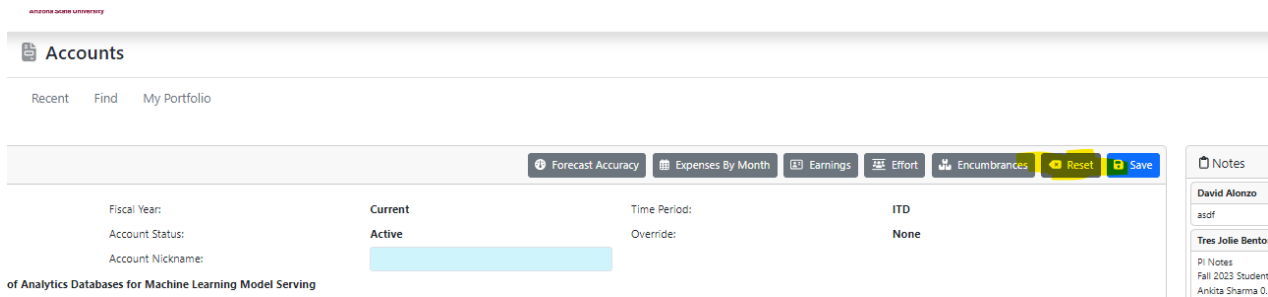 Arizona State University
Accounts
Recent Find My Portfolio
Forecast Accuracy Expenses By Month Earnings Effort Encumbrances Reset Save
Notes
Fiscal Year: Current Time Period: ITD
Account Status: Active Override: None
Account Nickname:
of Analytics Databases for Machine Learning Model Serving
David Alonzo
asdf
Tres Jolie Bento
PI Notes
Fall 2023 Student
Ankita Sharma 0.